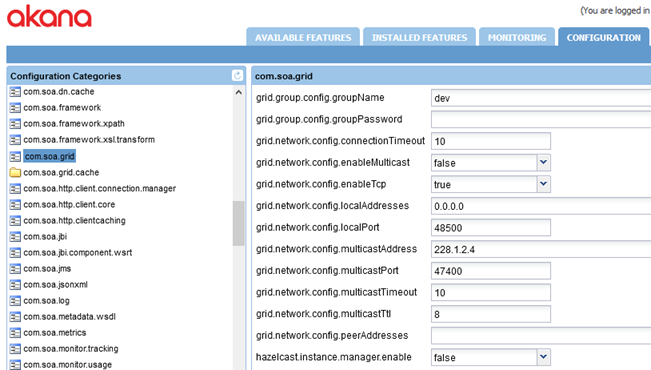 akana
(You are logged in
AVAILABLE FEATURES INSTALLED FEATURES MONITORING CONFIGURATION
Configuration Categories
com.soa.dn.cache
com.soa.framework
com.soa.framework.xpath
com.soa.framework.xsl.transform
com.soa.grid
com.soa.grid.cache
com.soa.http.client.connection.manager
com.soa.http.client.core
com.soa.http.clientcaching
com.soa.jbi
com.soa.jbi.component.wsrt
com.soa.jms
com.soa.jsonxml
com.soa.log
com.soa.metadata.wsdl
com.soa.metrics
com.soa.monitor.tracking
com.soa.monitor.usage
com.soa.grid
grid.group.config.groupName dev
grid.group.config.groupPassword
grid.network.config.connectionTimeout 10
grid.network.config.enableMulticast false
grid.network.config.enableTcp true
grid.network.config.localAddresses 0.0.0.0
grid.network.config.localPort 48500
grid.network.config.multicastAddress 228.1.2.4
grid.network.config.multicastPort 47400
grid.network.config.multicastTimeout 10
grid.network.config.multicastTtl 8
grid.network.config.peerAddresses
hazelcast.instance.manager.enable false